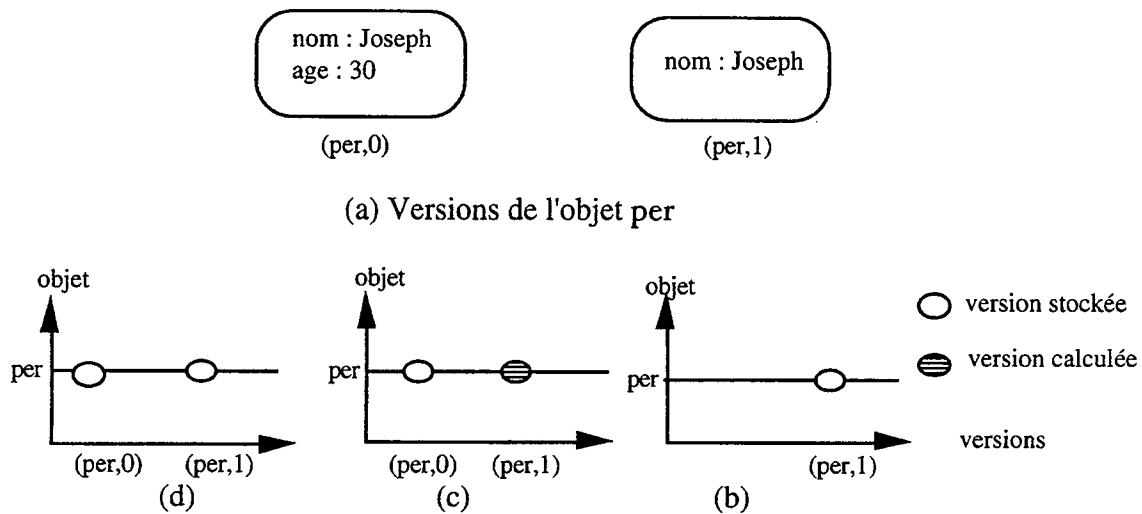 nom : Joseph
age : 30
(per,0)
nom : Joseph
(per,1)
(a) Versions de l'objet per
objet
per
(per,0) (per,1)
(d)
objet
per
(per,0) (per,1)
(c)
objet
per
(per,1)
(b)
version stockée
version calculée
versions